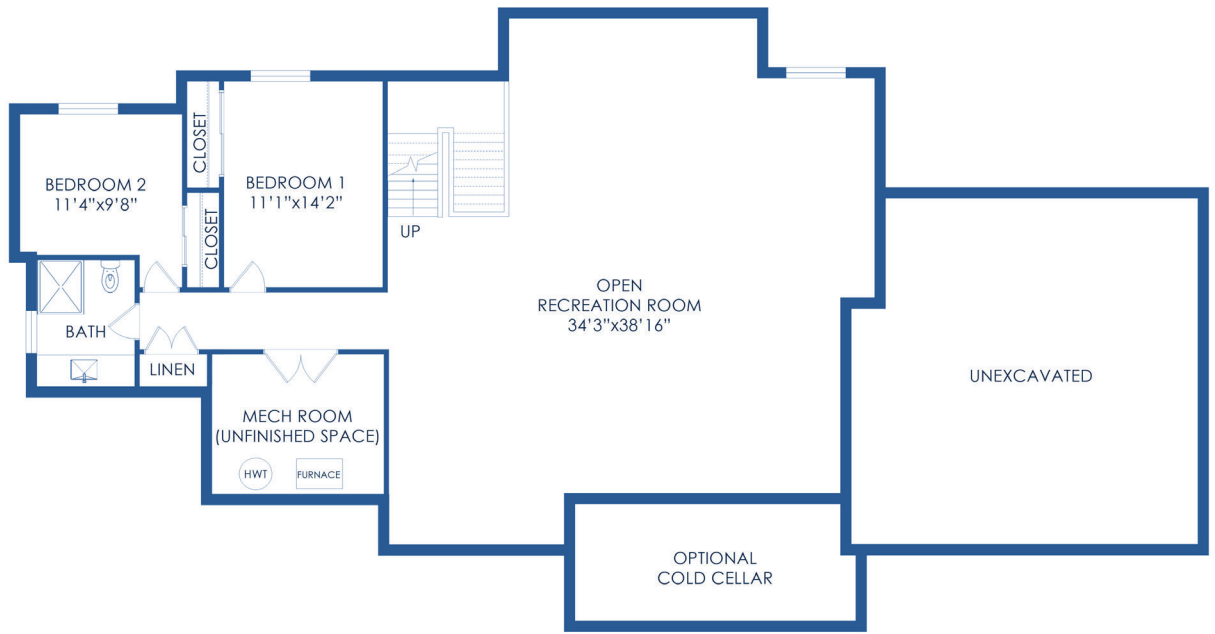 CLOSET
BEDROOM 2
11'4”x9'8”
BEDROOM 1
11'1”x14'2”
CLOSET
UP
OPEN
RECREATION ROOM
34'3”x38'16”
BATH
LINEN
UNEXCAVATED
MECH ROOM
(UNFINISHED SPACE)
HWT
FURNACE
OPTIONAL
COLD CELLAR